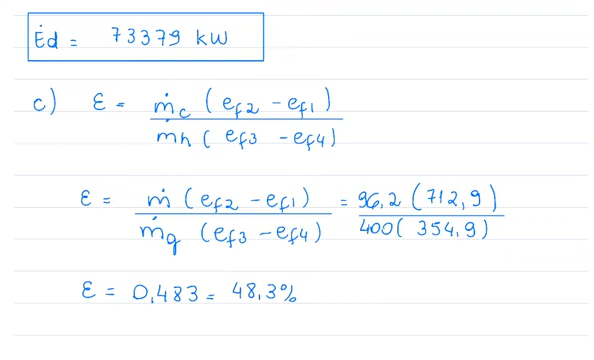 Ėd = 73379 kW
c) ε = ṁc (ef2 - ef1)
ṁh (ef3 - ef4)
ε = ṁ (ef2 - ef1) = 96,2 (712,9)
ṁg (ef3 - ef4) 400 (354,9)
ε = 0,483 = 48,3%